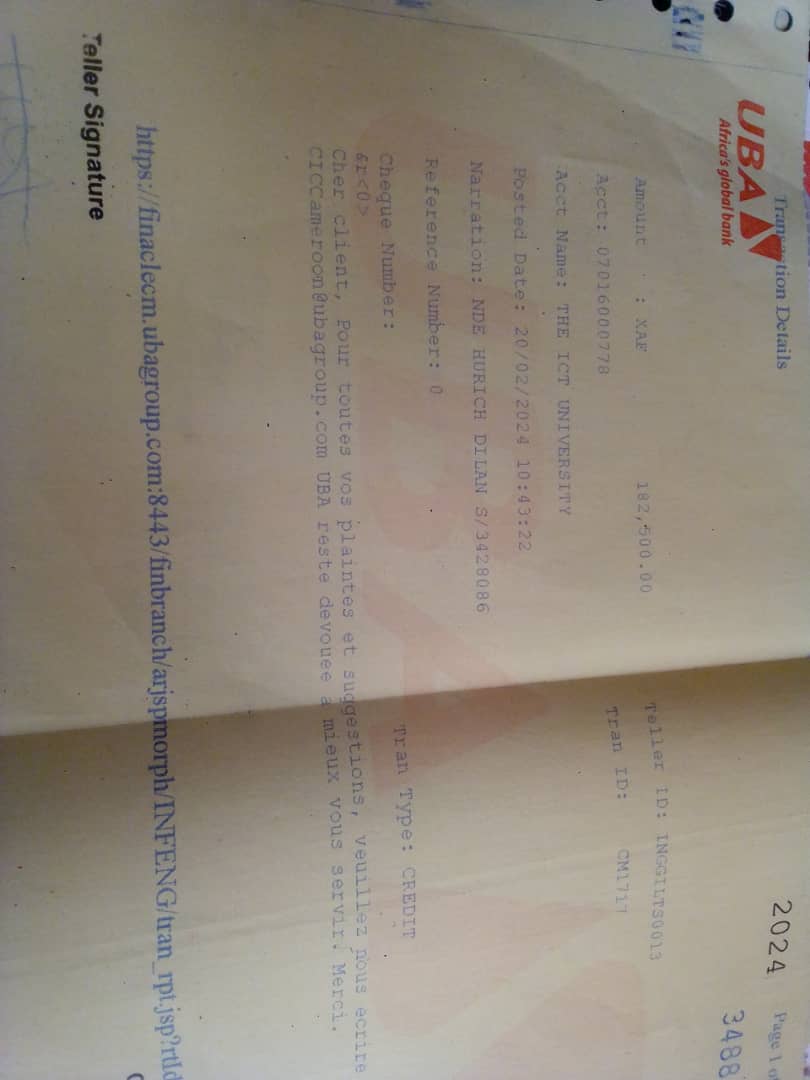 Transaction Details
2024
Page 1
UBA
Africa's global bank
3488
Amount : XAF 182,500.00
Teller ID: INGGILTS0013
Acct: 07016000778
Tran ID: CM1717
Acct Name: THE ICT UNIVERSITY
Posted Date: 20/02/2024 10:43:22
Narration: NDE HURICH DILAN S/3428086
Reference Number: 0
Tran Type: CREDIT
Cheque Number:
&r<0>
Cher client, Pour toutes vos plaintes et suggestions, veuillez nous ecrire
CICCameroon@ubagroup.com UBA reste devouee a mieux vous servir. Merci.
https://finaclecm.ubagroup.com:8443/finbranch/arjspmorph/INFENG/tran_rpt.jsp?rtId
Teller Signature